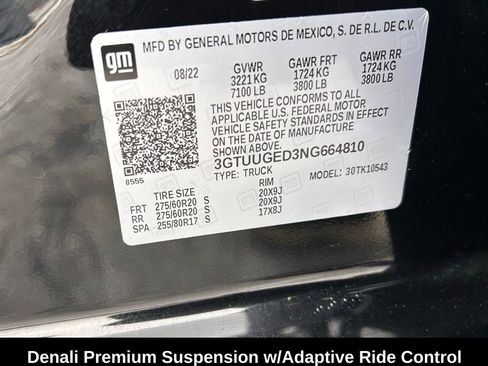 gm
MFD BY GENERAL MOTORS DE MEXICO, S. DE R.L. DE C.V.
08/22 GVWR GAWR FRT GAWR RR
3221 KG 1724 KG 1724 KG
7100 LB 3800 LB 3800 LB
THIS VEHICLE CONFORMS TO ALL
APPLICABLE U.S. FEDERAL MOTOR
VEHICLE SAFETY STANDARDS IN EFFECT
ON THE DATE OF MANUFACTURE SHOWN ABOVE.
3GTUUGED3NG664810
8555 TYPE: TRUCK MODEL: 30TK10543
TIRE SIZE RIM
FRT 275/60R20 S 20X9J
RR 275/60R20 S 20X9J
SPA 255/80R17 S 17X8J
Denali Premium Suspension w/Adaptive Ride Control